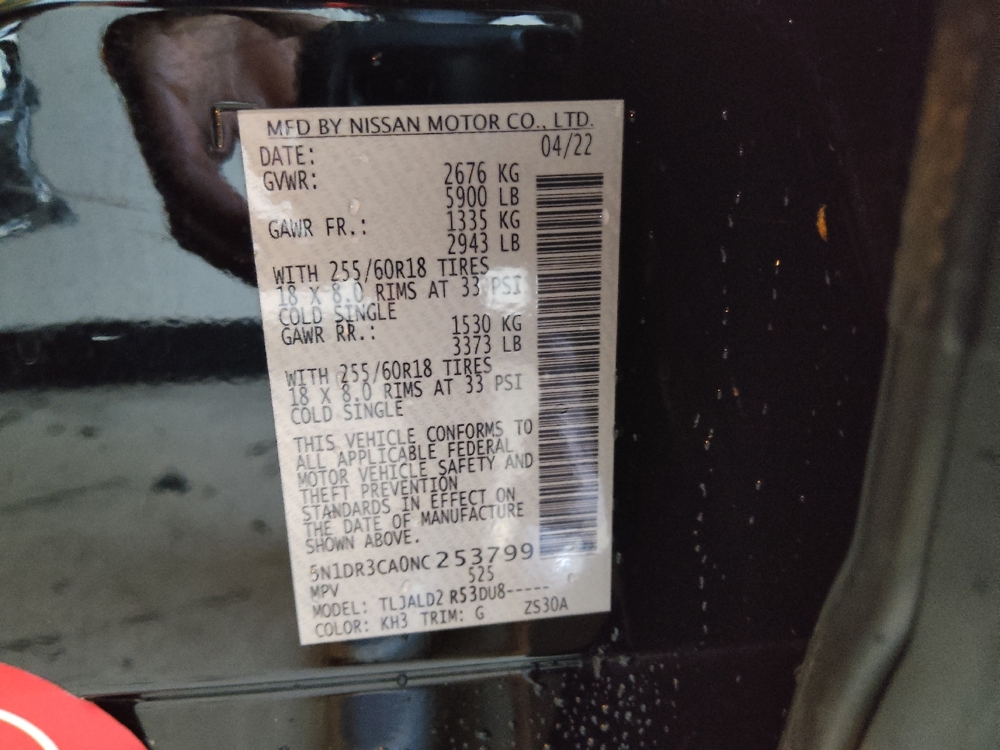 MFD BY NISSAN MOTOR CO., LTD.
DATE: 04/22
GVWR: 2676 KG
5900 LB
GAWR FR.: 1335 KG
2943 LB
WITH 255/60R18 TIRES
18 X 8.0 RIMS AT 33 PSI
COLD SINGLE
GAWR RR.: 1530 KG
3373 LB
WITH 255/60R18 TIRES
18 X 8.0 RIMS AT 33 PSI
COLD SINGLE
THIS VEHICLE CONFORMS TO
ALL APPLICABLE FEDERAL
MOTOR VEHICLE SAFETY AND
THEFT PREVENTION
STANDARDS IN EFFECT ON
THE DATE OF MANUFACTURE
SHOWN ABOVE.
5N1DR3CA0NC253799
MPV 525
MODEL: TLJALD2 R53DU8-----
COLOR: KH3 TRIM: G ZS30A